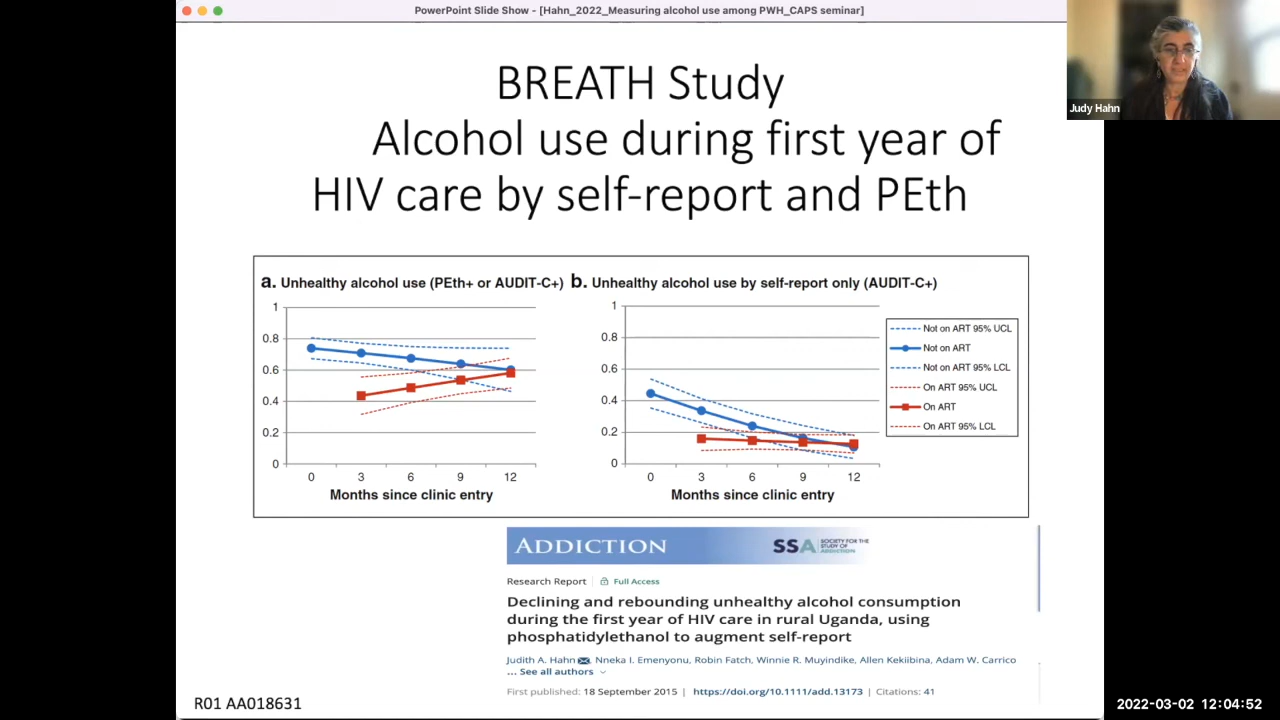 PowerPoint Slide Show - [Hahn_2022_Measuring alcohol use among PWH_CAPS seminar]
Judy Hahn
BREATH Study
Alcohol use during first year of
HIV care by self-report and PEth
a. Unhealthy alcohol use (PEth+ or AUDIT-C+)
1
0.8
0.6
0.4
0.2
0
0 3 6 9 12
Months since clinic entry
b. Unhealthy alcohol use by self-report only (AUDIT-C+)
1
0.8
0.6
0.4
0.2
0
0 3 6 9 12
Months since clinic entry
Not on ART 95% UCL
Not on ART
Not on ART 95% LCL
On ART 95% UCL
On ART
On ART 95% LCL
ADDICTION
SSA SOCIETY FOR THE
STUDY OF
ADDICTION
Research Report Full Access
Declining and rebounding unhealthy alcohol consumption
during the first year of HIV care in rural Uganda, using
phosphatidylethanol to augment self-report
Judith A. Hahn, Nneka I. Emenyonu, Robin Fatch, Winnie R. Muyindike, Allen Kekiibina, Adam W. Carrico
... See all authors
First published: 18 September 2015 | https://doi.org/10.1111/add.13173 | Citations: 41
R01 AA018631
2022-03-02 12:04:52